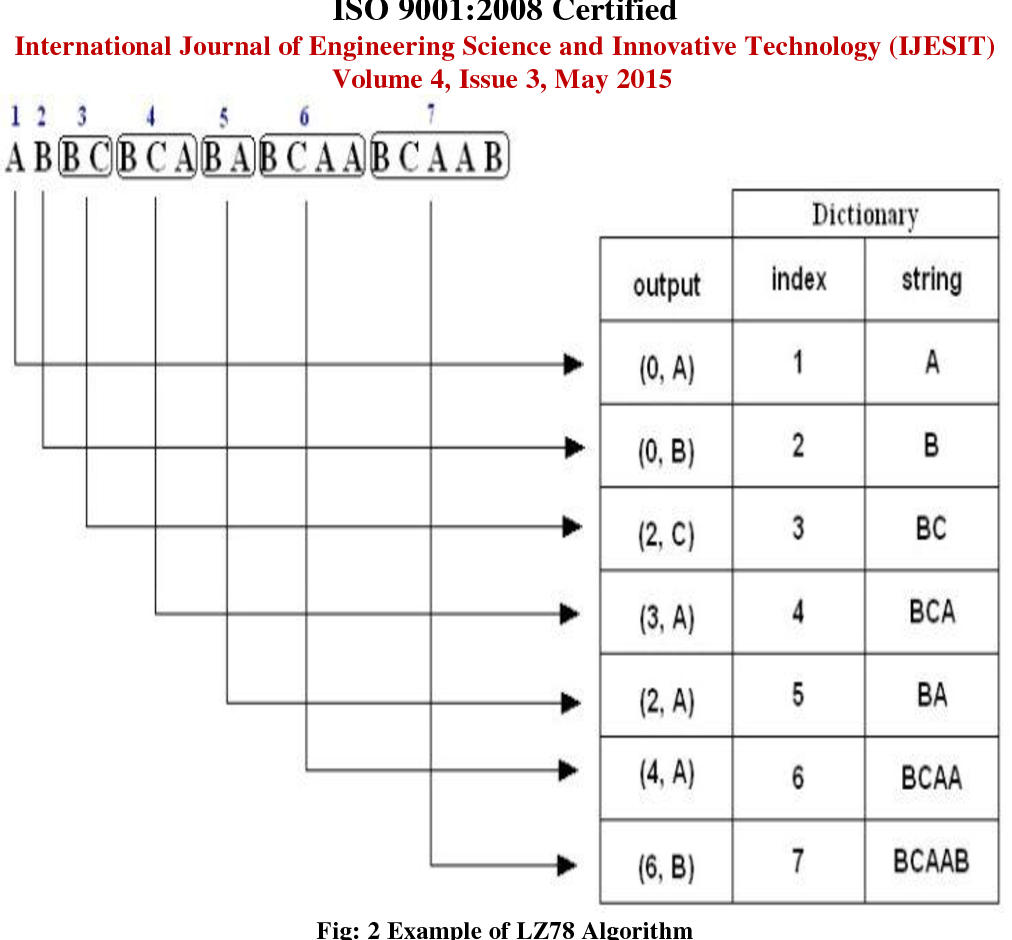 ISO 9001:2008 Certified
International Journal of Engineering Science and Innovative Technology (IJESIT)
Volume 4, Issue 3, May 2015
1 2 3 4 5 6 7
A B B C B C A B A B C A A B C A A B
Dictionary
output index string
(0, A) 1 A
(0, B) 2 B
(2, C) 3 BC
(3, A) 4 BCA
(2, A) 5 BA
(4, A) 6 BCAA
(6, B) 7 BCAAB
Fig: 2 Example of LZ78 Algorithm